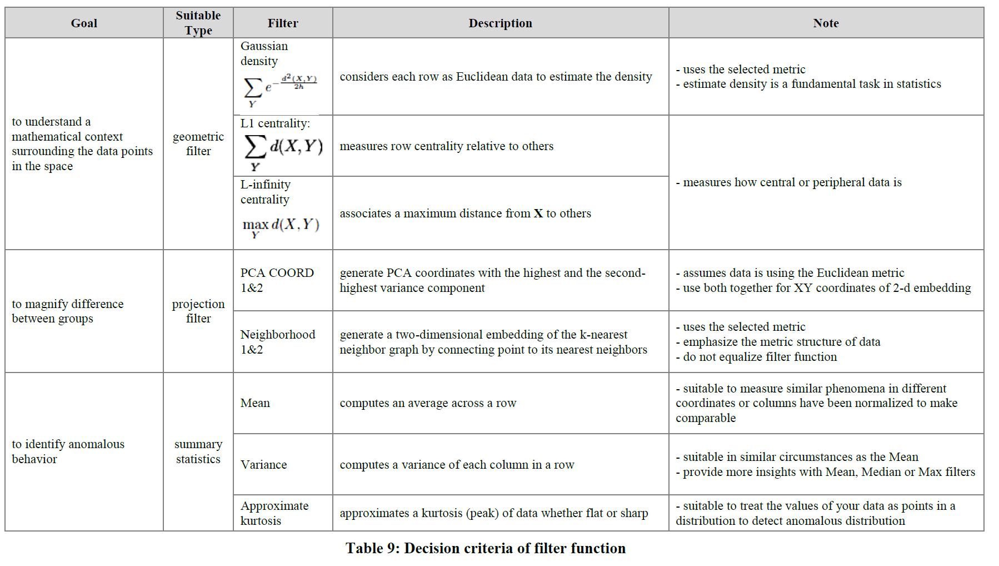 Goal
Suitable
Type
Filter
Description
Note
to understand a
mathematical context
surrounding the data points
in the space
geometric
filter
Gaussian
density
∑_Y e^{-d²(X,Y)/2h}
considers each row as Euclidean data to estimate the density
- uses the selected metric
- estimate density is a fundamental task in statistics
L1 centrality:
∑_Y d(X,Y)
measures row centrality relative to others
- measures how central or peripheral data is
L-infinity
centrality
max_Y d(X,Y)
associates a maximum distance from X to others
to magnify difference
between groups
projection
filter
PCA COORD
1&2
generate PCA coordinates with the highest and the second-
highest variance component
- assumes data is using the Euclidean metric
- use both together for XY coordinates of 2-d embedding
Neighborhood
1&2
generate a two-dimensional embedding of the k-nearest
neighbor graph by connecting point to its nearest neighbors
- uses the selected metric
- emphasize the metric structure of data
- do not equalize filter function
to identify anomalous
behavior
summary
statistics
Mean
computes an average across a row
- suitable to measure similar phenomena in different
coordinates or columns have been normalized to make
comparable
Variance
computes a variance of each column in a row
- suitable in similar circumstances as the Mean
- provide more insights with Mean, Median or Max filters
Approximate
kurtosis
approximates a kurtosis (peak) of data whether flat or sharp
- suitable to treat the values of your data as points in a
distribution to detect anomalous distribution
Table 9: Decision criteria of filter function